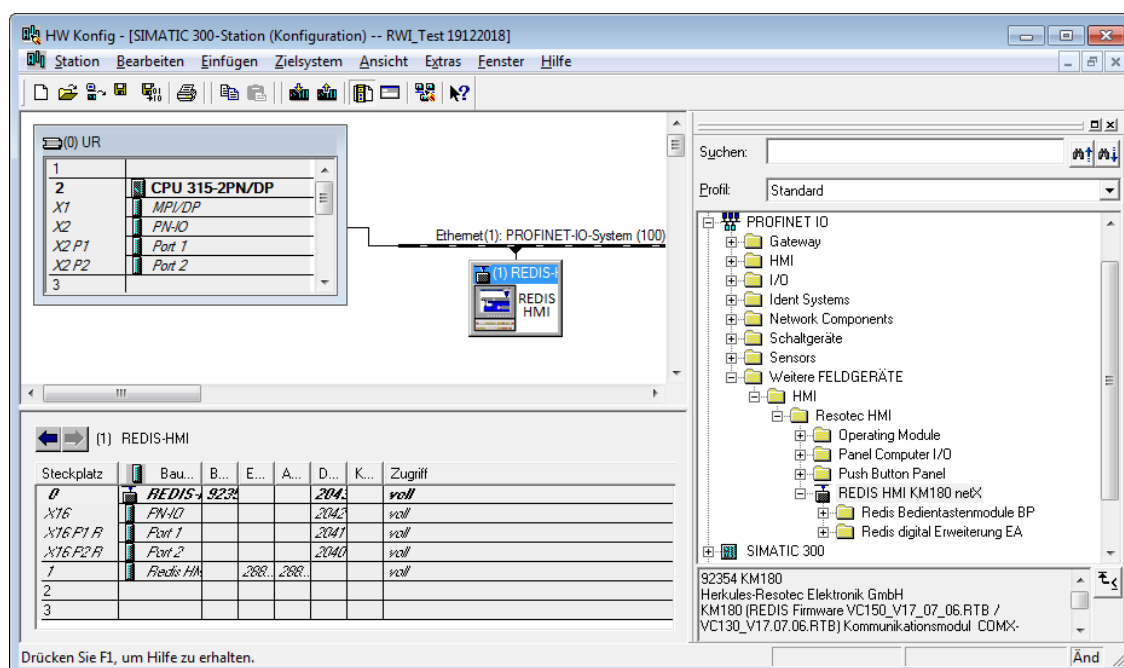 HW Konfig - [SIMATIC 300-Station (Konfiguration) -- RWI_Test 19122018]
Station Bearbeiten Einfügen Zielsystem Ansicht Extras Fenster Hilfe
(0) UR
1
2 CPU 315-2PN/DP
X1 MPI/DP
X2 PN-IO
X2 P1 Port 1
X2 P2 Port 2
3
Ethernet(1): PROFINET-IO-System (100)
(1) REDIS-H
REDIS
HMI
Suchen:
Profil: Standard
PROFINET IO
Gateway
HMI
I/O
Ident Systems
Network Components
Schaltgeräte
Sensors
Weitere FELDGERÄTE
HMI
Resotec HMI
Operating Module
Panel Computer I/O
Push Button Panel
REDIS HMI KM180 netX
Redis Bedientastenmodule BP
Redis digital Erweiterung EA
SIMATIC 300
92354 KM180
Herkules-Resotec Elektronik GmbH
KM180 (REDIS Firmware VC150_V17_07_06.RTB /
VC130_V17.07.06.RTB) Kommunikationsmodul COMX-
(1) REDIS-HMI
Steckplatz Bau... B... E... A... D... K... Zugriff
0 REDIS- 9235 204 voll
X16 PN-IO 2042 voll
X16 P1 R Port 1 2041 voll
X16 P2 R Port 2 2040 voll
1 Redis HM 288... 288... voll
2
3
Drücken Sie F1, um Hilfe zu erhalten.
Änd